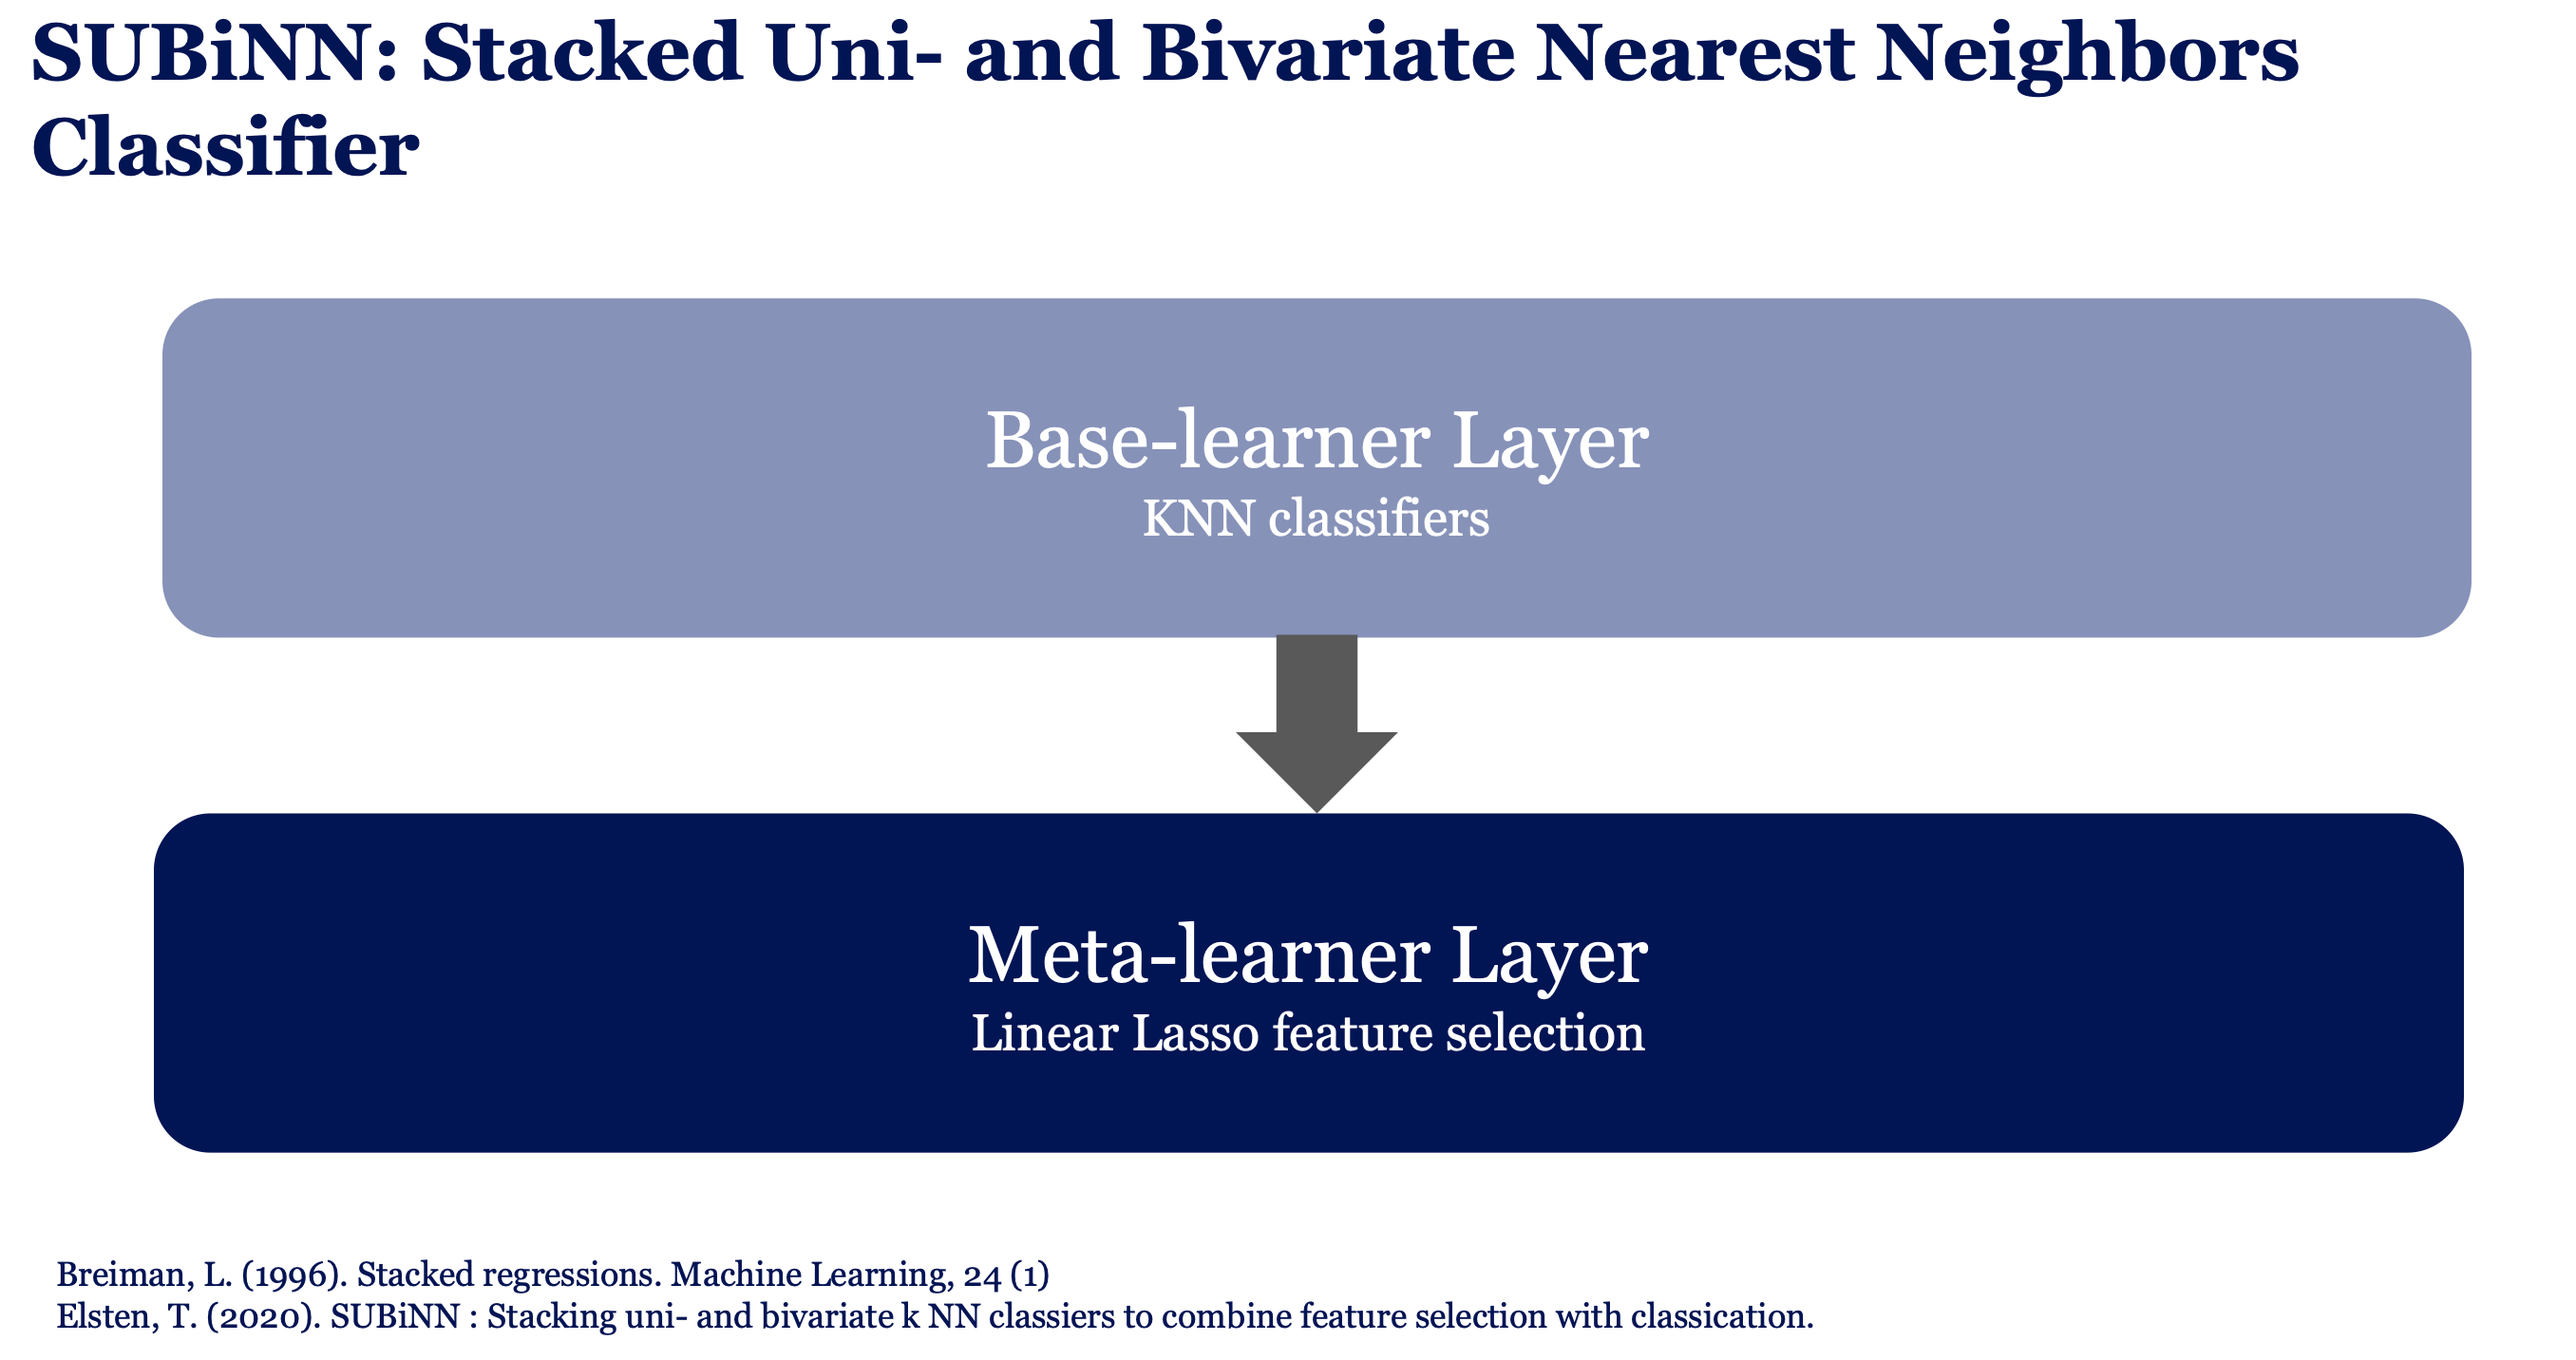 SUBiNN: Stacked Uni- and Bivariate Nearest Neighbors
Classifier
Base-learner Layer
KNN classifiers
Meta-learner Layer
Linear Lasso feature selection
Breiman, L. (1996). Stacked regressions. Machine Learning, 24 (1)
Elsten, T. (2020). SUBiNN : Stacking uni- and bivariate k NN classiers to combine feature selection with classication.